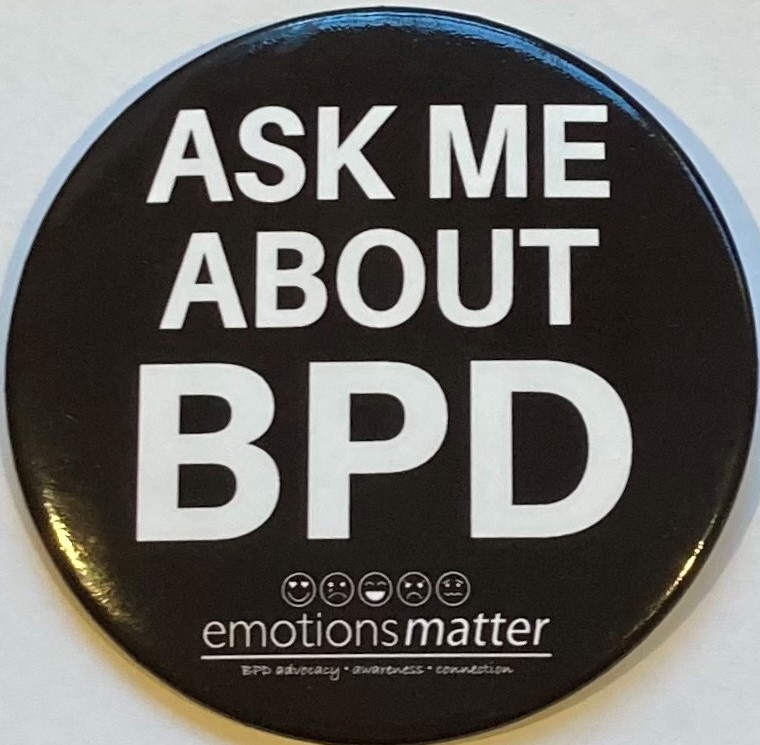 ASK ME
ABOUT
BPD
emotionsmatter
BPD advocacy • awareness • connection